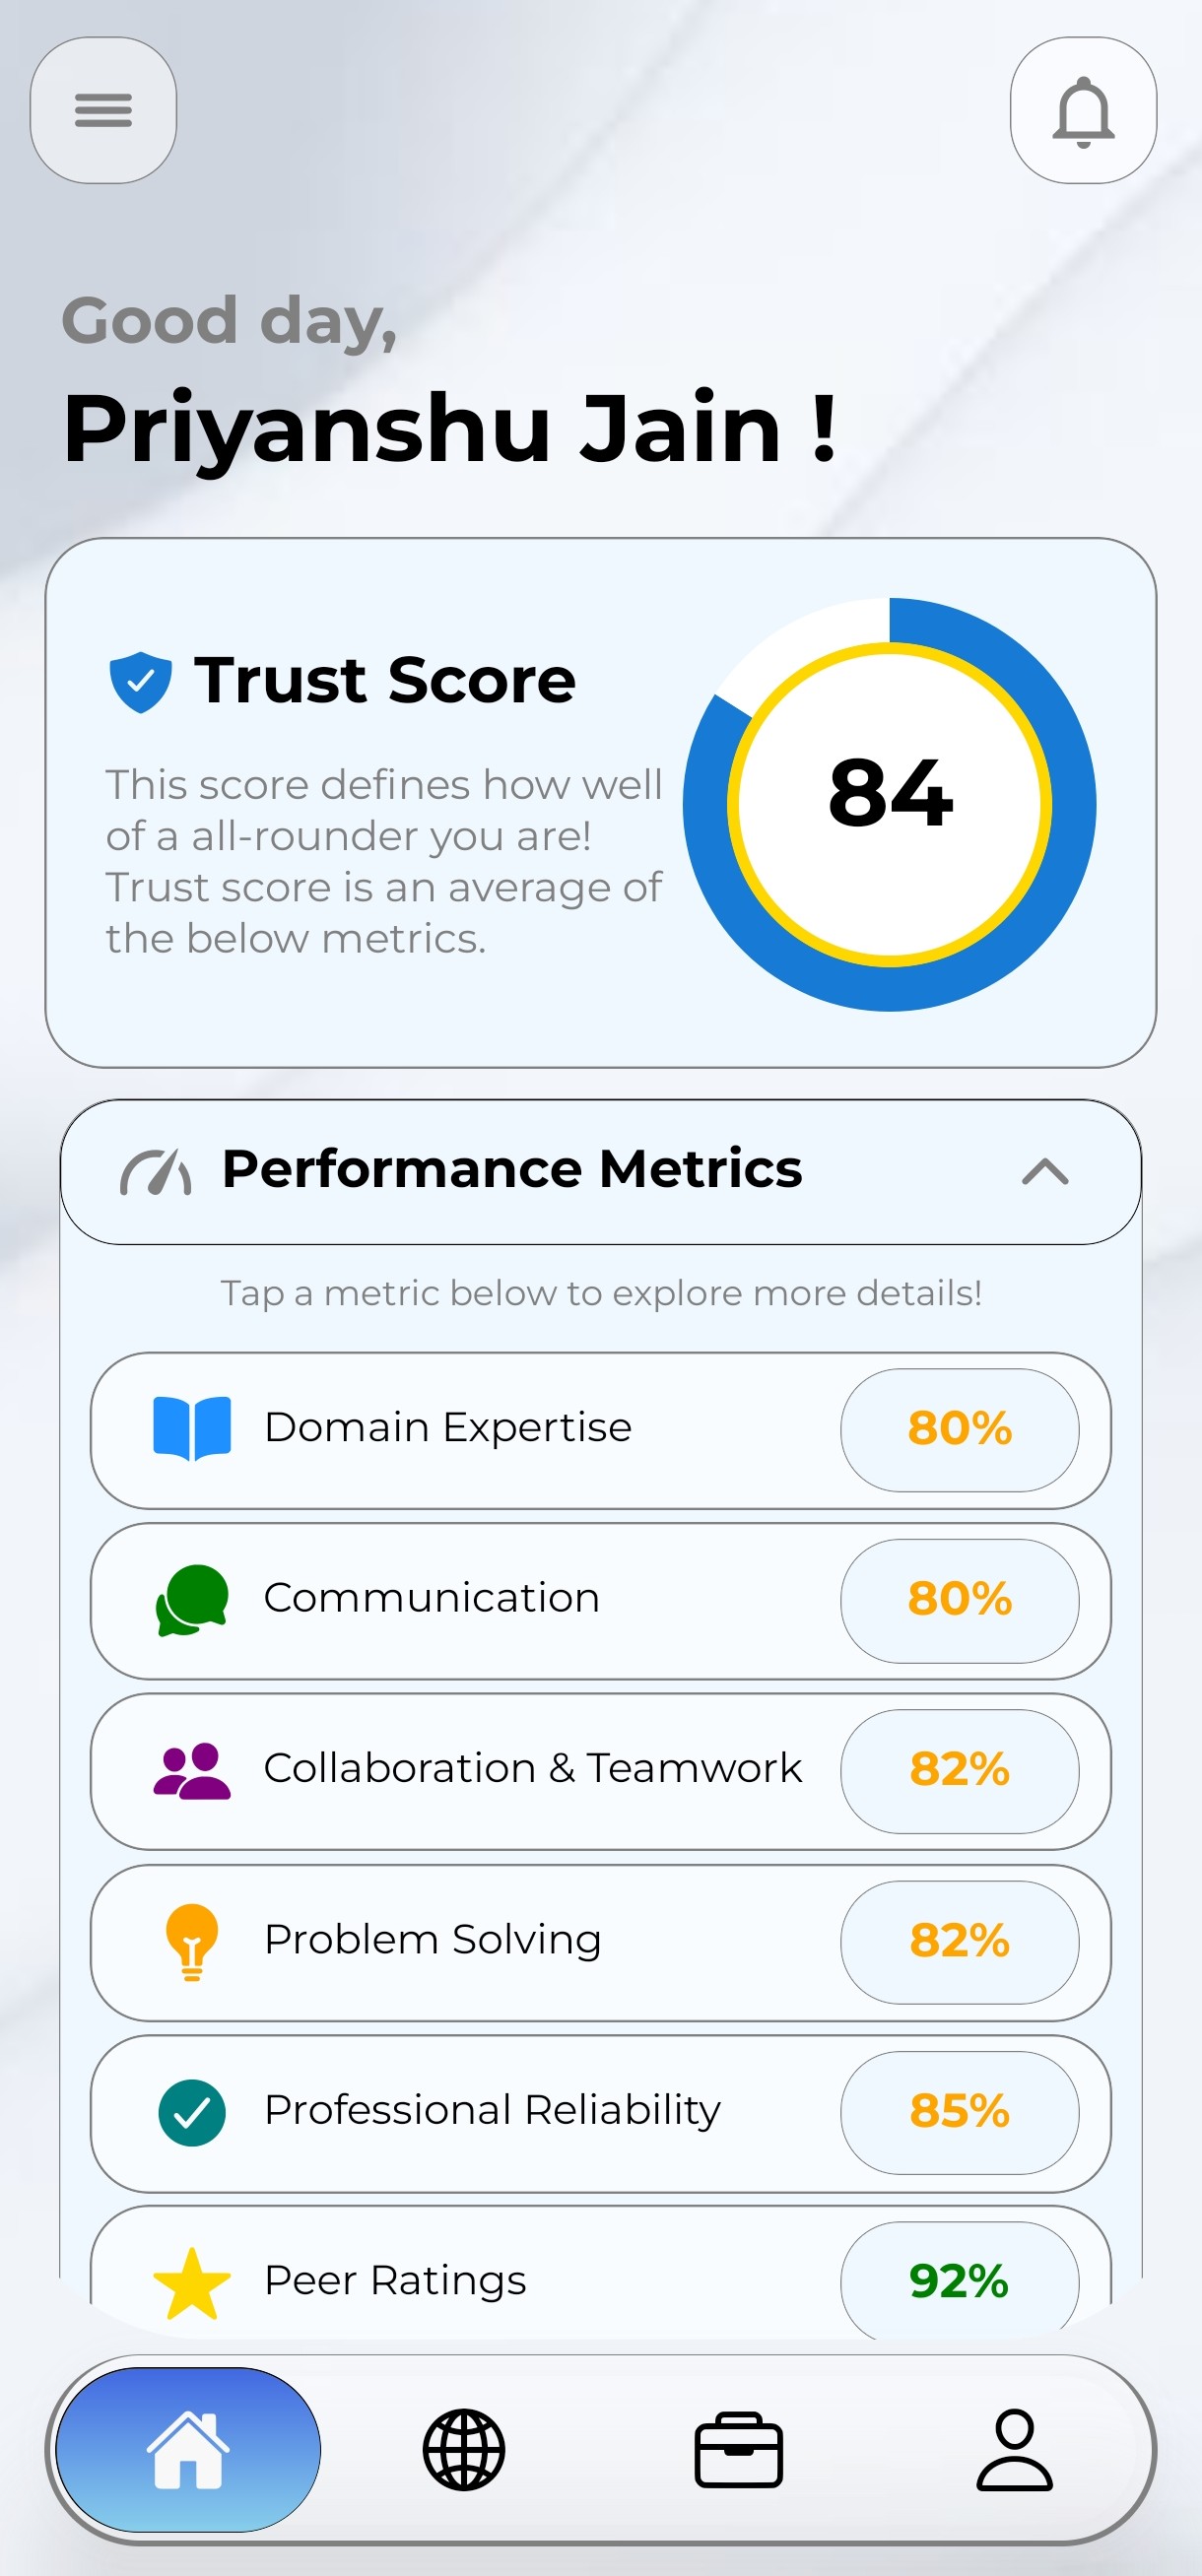 Good day,
Priyanshu Jain !
Trust Score
This score defines how well
of a all-rounder you are!
Trust score is an average of
the below metrics.
84
Performance Metrics
Tap a metric below to explore more details!
Domain Expertise 80%
Communication 80%
Collaboration & Teamwork 82%
Problem Solving 82%
Professional Reliability 85%
Peer Ratings 92%